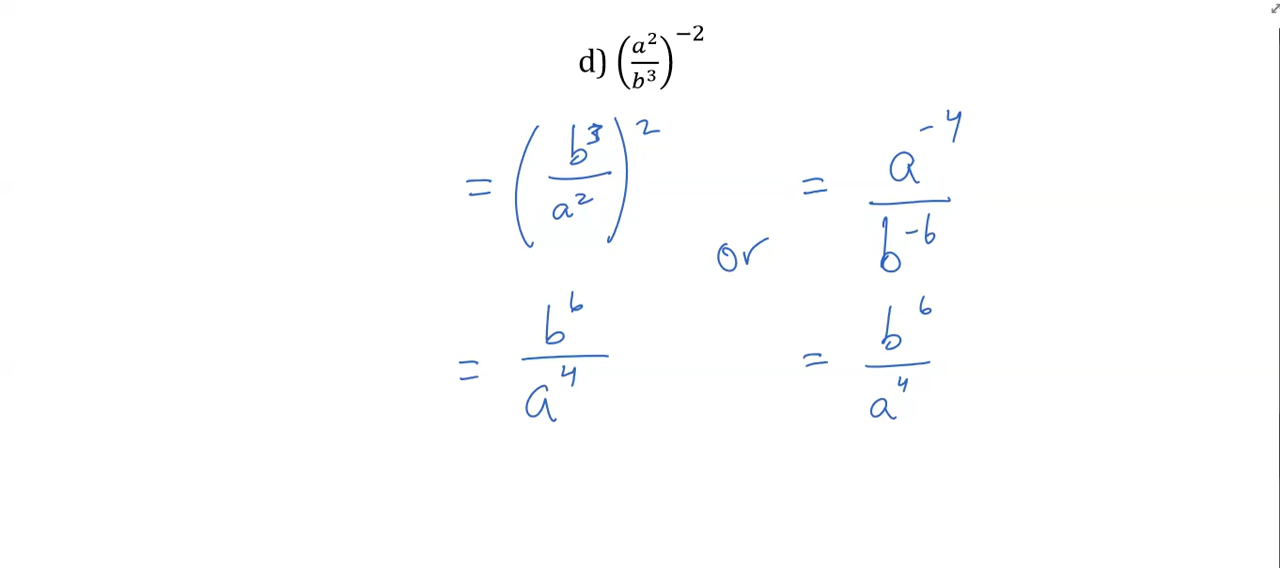 d) (a²/b³)⁻²
= (b³/a²)²
or
= a⁻⁴/b⁻⁶
= b⁶/a⁴
= b⁶/a⁴